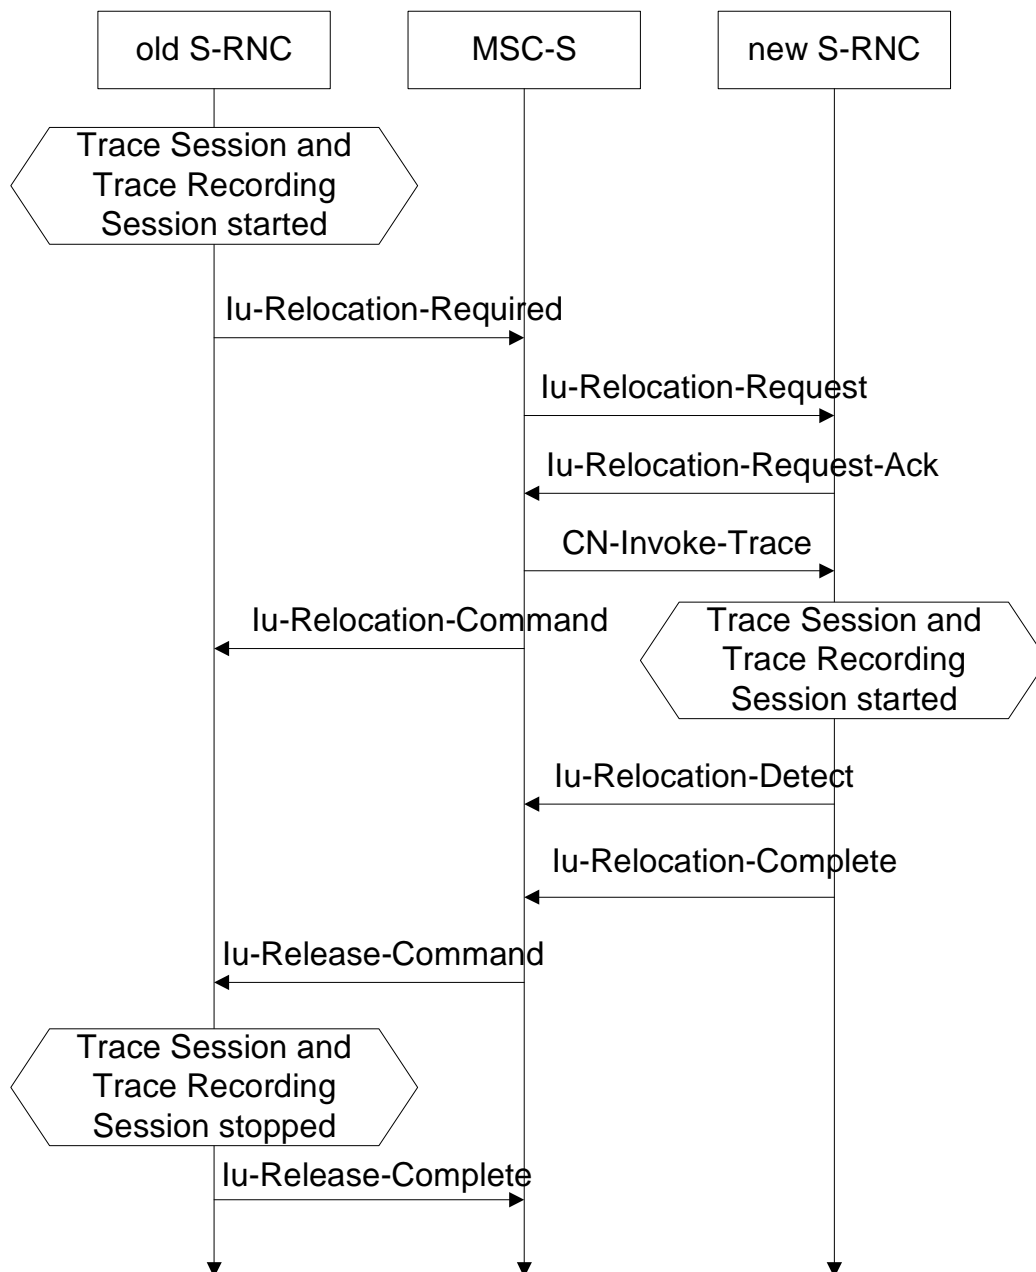 old S-RNC
MSC-S
new S-RNC
Trace Session and
Trace Recording
Session started
Iu-Relocation-Required
Iu-Relocation-Request
Iu-Relocation-Request-Ack
CN-Invoke-Trace
Iu-Relocation-Command
Trace Session and
Trace Recording
Session started
Iu-Relocation-Detect
Iu-Relocation-Complete
Iu-Release-Command
Trace Session and
Trace Recording
Session stopped
Iu-Release-Complete